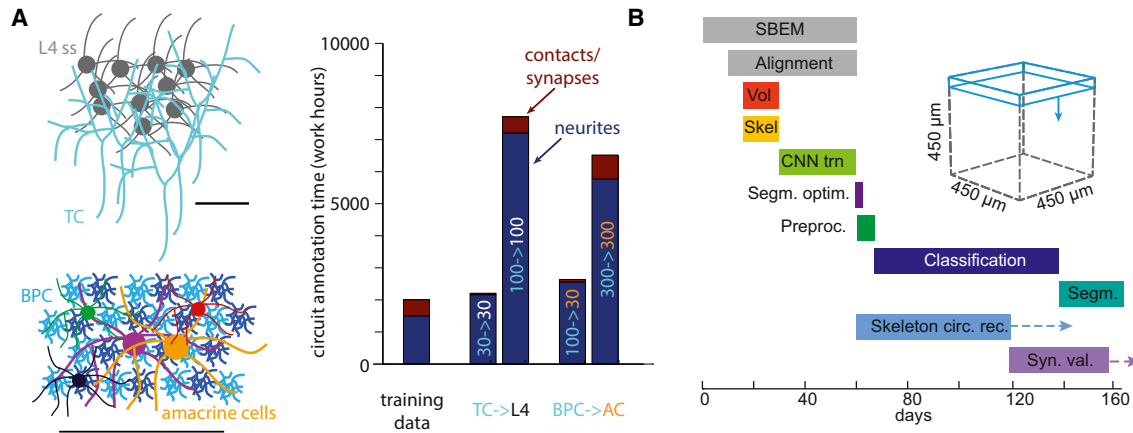 A
L4 ss
TC
BPC
amacrine cells
circuit annotation time (work hours)
10000
5000
0
contacts/
synapses
neurites
30->30
100->100
100->30
300->300
training
data
TC->L4
BPC->AC
B
SBEM
Alignment
Vol
Skel
CNN trn
Segm. optim.
Preproc.
Classification
Segm.
Skeleton circ. rec.
Syn. val.
450 µm
450 µm
450 µm
0
40
80
120
160
days